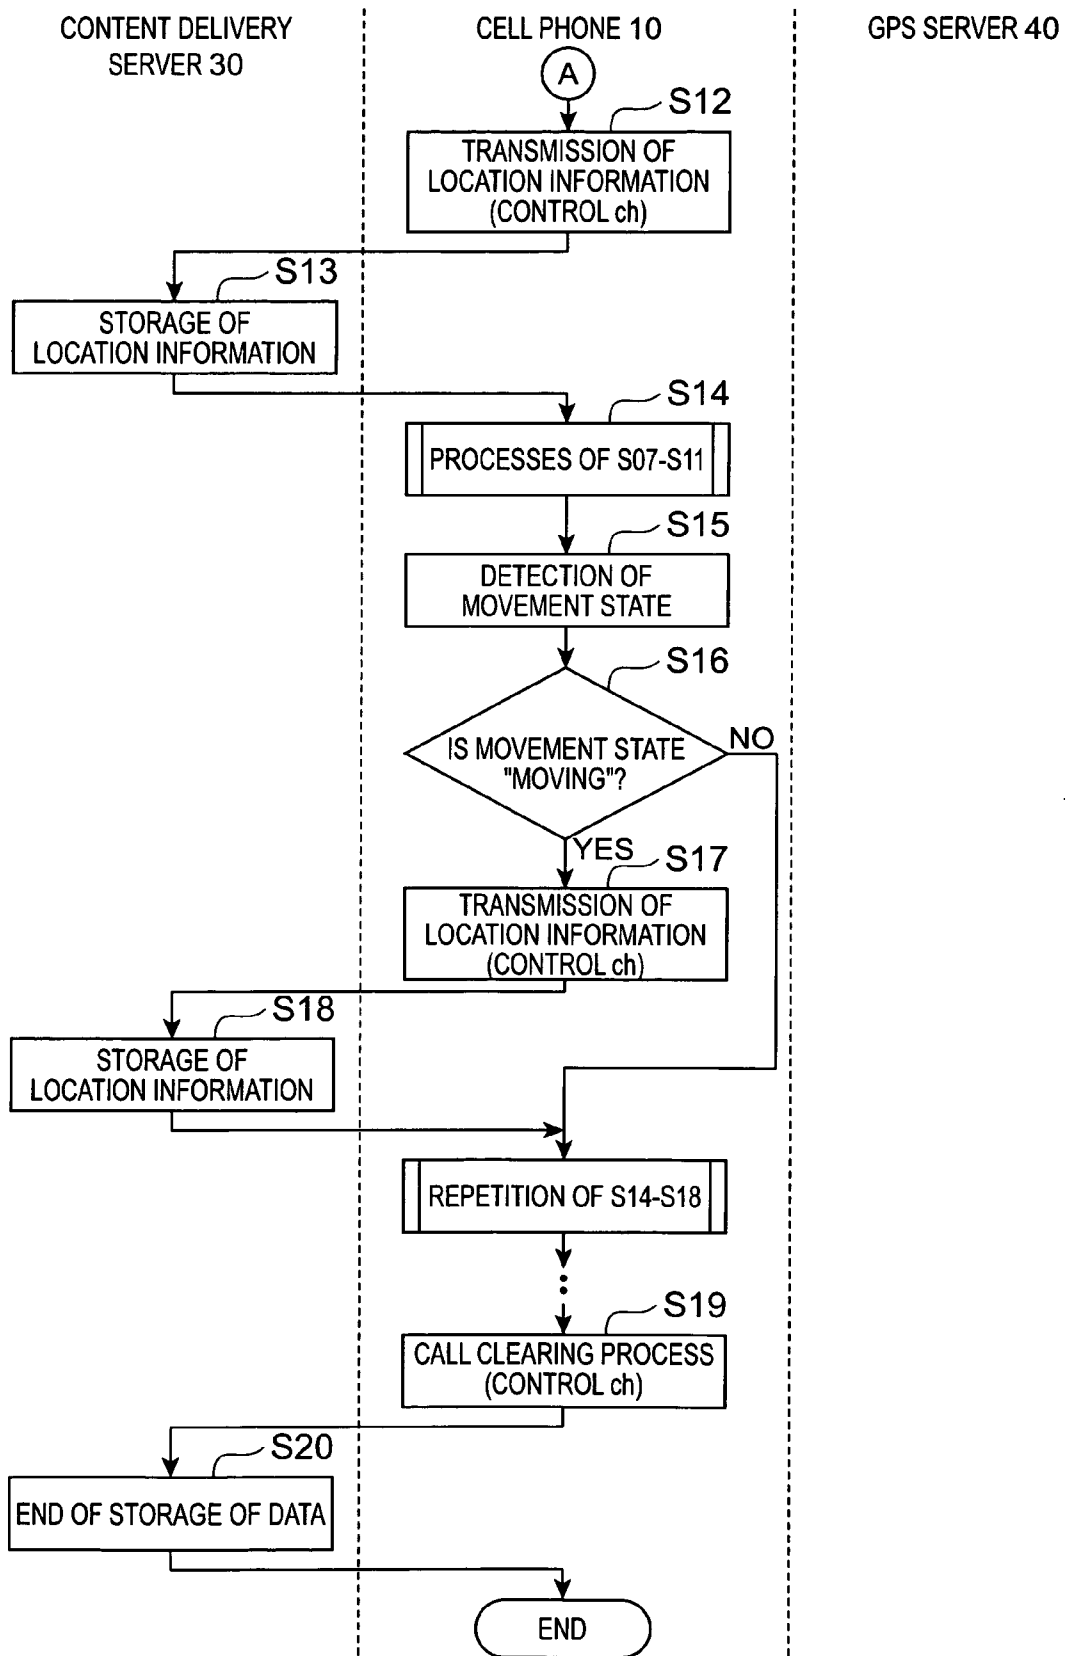 CONTENT DELIVERY
SERVER 30
CELL PHONE 10
GPS SERVER 40
A
S12
TRANSMISSION OF
LOCATION INFORMATION
(CONTROL ch)
S13
STORAGE OF
LOCATION INFORMATION
S14
PROCESSES OF S07-S11
S15
DETECTION OF
MOVEMENT STATE
S16
IS MOVEMENT STATE
"MOVING"?
NO
YES
S17
TRANSMISSION OF
LOCATION INFORMATION
(CONTROL ch)
S18
STORAGE OF
LOCATION INFORMATION
REPETITION OF S14-S18
S19
CALL CLEARING PROCESS
(CONTROL ch)
S20
END OF STORAGE OF DATA
END